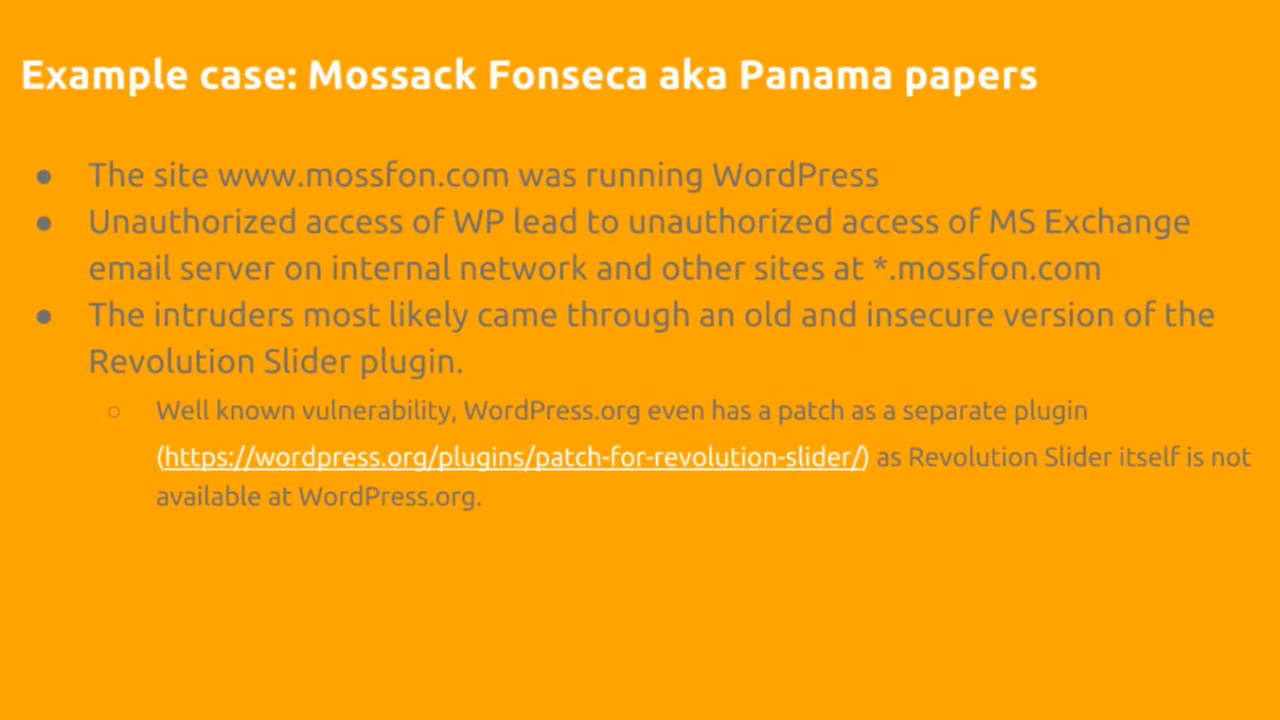 Example case: Mossack Fonseca aka Panama papers
● The site www.mossfon.com was running WordPress
● Unauthorized access of WP lead to unauthorized access of MS Exchange
email server on internal network and other sites at *.mossfon.com
● The intruders most likely came through an old and insecure version of the
Revolution Slider plugin.
○ Well known vulnerability, WordPress.org even has a patch as a separate plugin
(https://wordpress.org/plugins/patch-for-revolution-slider/) as Revolution Slider itself is not
available at WordPress.org.